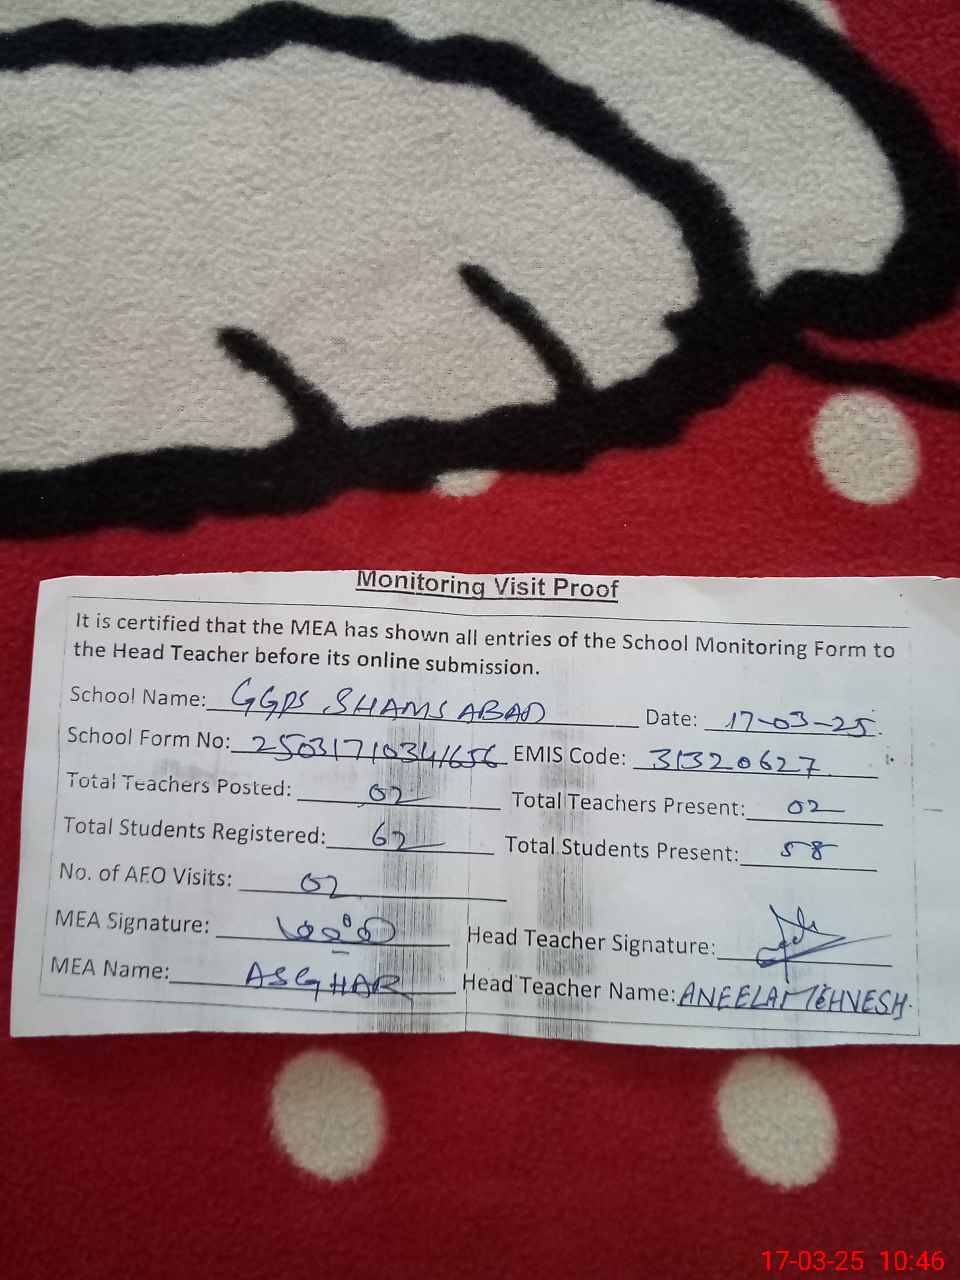 Monitoring Visit Proof
It is certified that the MEA has shown all entries of the School Monitoring Form to
the Head Teacher before its online submission.
School Name: GGPS SHAMSABAD Date: 17-03-25.
School Form No: 25031710341656 EMIS Code: 31320627
Total Teachers Posted: 02 Total Teachers Present: 02
Total Students Registered: 62 Total Students Present: 58
No. of AEO Visits: 02
MEA Signature: Head Teacher Signature:
MEA Name: ASGHAR Head Teacher Name: ANEELA MEHVESH.
17-03-25 10:46